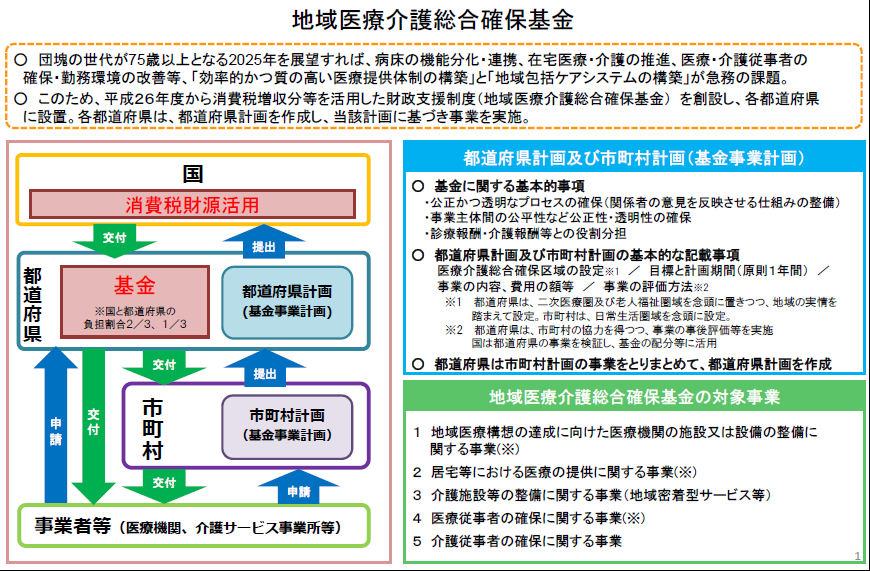 地域医療介護総合確保基金
○ 団塊の世代が75歳以上となる2025年を展望すれば、病床の機能分化・連携、在宅医療・介護の推進、医療・介護従事者の
確保・勤務環境の改善等、「効率的かつ質の高い医療提供体制の構築」と「地域包括ケアシステムの構築」が急務の課題。
○ このため、平成26年度から消費税増収分等を活用した財政支援制度(地域医療介護総合確保基金) を創設し、各都道府県
に設置。各都道府県は、都道府県計画を作成し、当該計画に基づき事業を実施。
国
消費税財源活用
交付
提出
都道府県
基金
※国と都道府県の
負担割合2/3、1/3
都道府県計画
(基金事業計画)
申請
交付
交付
提出
市町村
市町村計画
(基金事業計画)
交付
申請
事業者等(医療機関、介護サービス事業所等)
都道府県計画及び市町村計画(基金事業計画)
○ 基金に関する基本的事項
・公正かつ透明なプロセスの確保(関係者の意見を反映させる仕組みの整備)
・事業主体間の公平性など公正性・透明性の確保
・診療報酬・介護報酬等との役割分担
○ 都道府県計画及び市町村計画の基本的な記載事項
医療介護総合確保区域の設定※1 / 目標と計画期間(原則1年間) /
事業の内容、費用の額等 / 事業の評価方法※2
※1 都道府県は、二次医療圏及び老人福祉圏域を念頭に置きつつ、地域の実情を
踏まえて設定。市町村は、日常生活圏域を念頭に設定。
※2 都道府県は、市町村の協力を得つつ、事業の事後評価等を実施
国は都道府県の事業を検証し、基金の配分等に活用
○ 都道府県は市町村計画の事業をとりまとめて、都道府県計画を作成
地域医療介護総合確保基金の対象事業
1 地域医療構想の達成に向けた医療機関の施設又は設備の整備に
関する事業(※)
2 居宅等における医療の提供に関する事業(※)
3 介護施設等の整備に関する事業(地域密着型サービス等)
4 医療従事者の確保に関する事業(※)
5 介護従事者の確保に関する事業
1